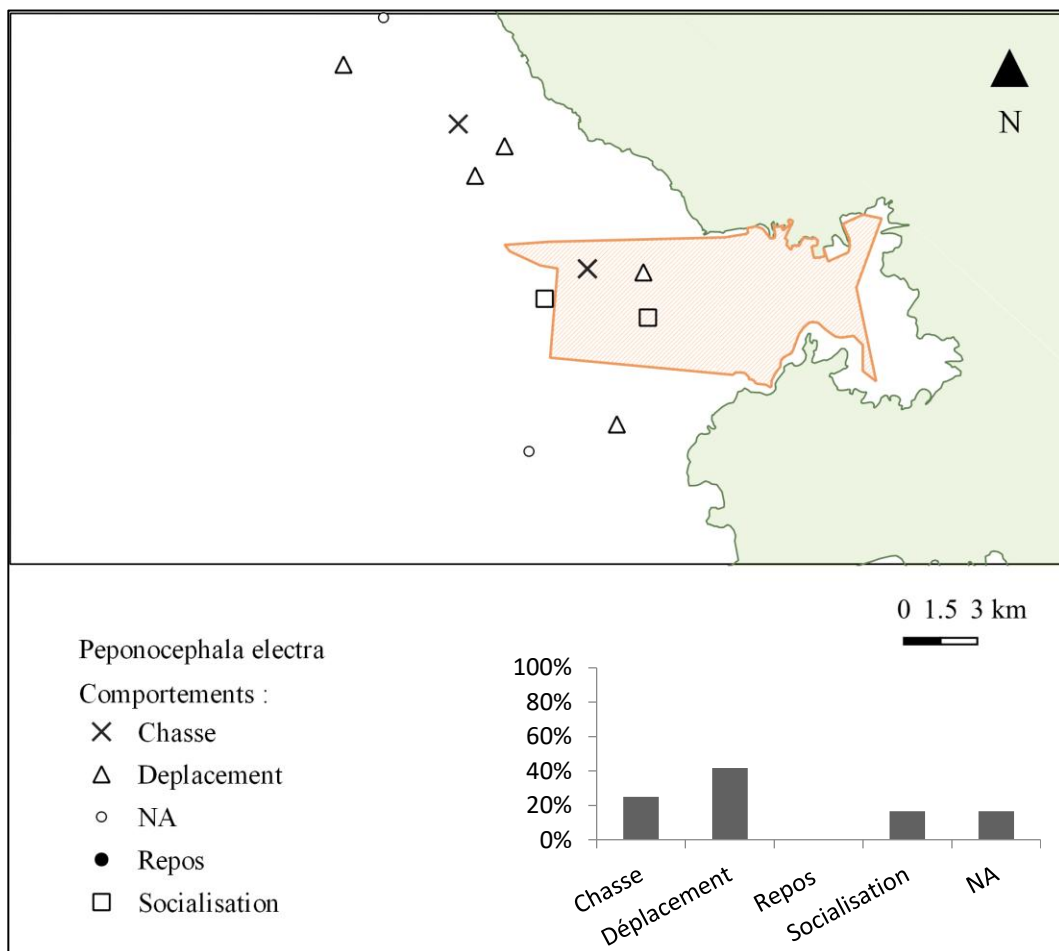 N
0 1.5 3 km
Peponocephala electra
Comportements :
Chasse
Deplacement
NA
Repos
Socialisation
100%
80%
60%
40%
20%
0%
Chasse
Déplacement
Repos
Socialisation
NA